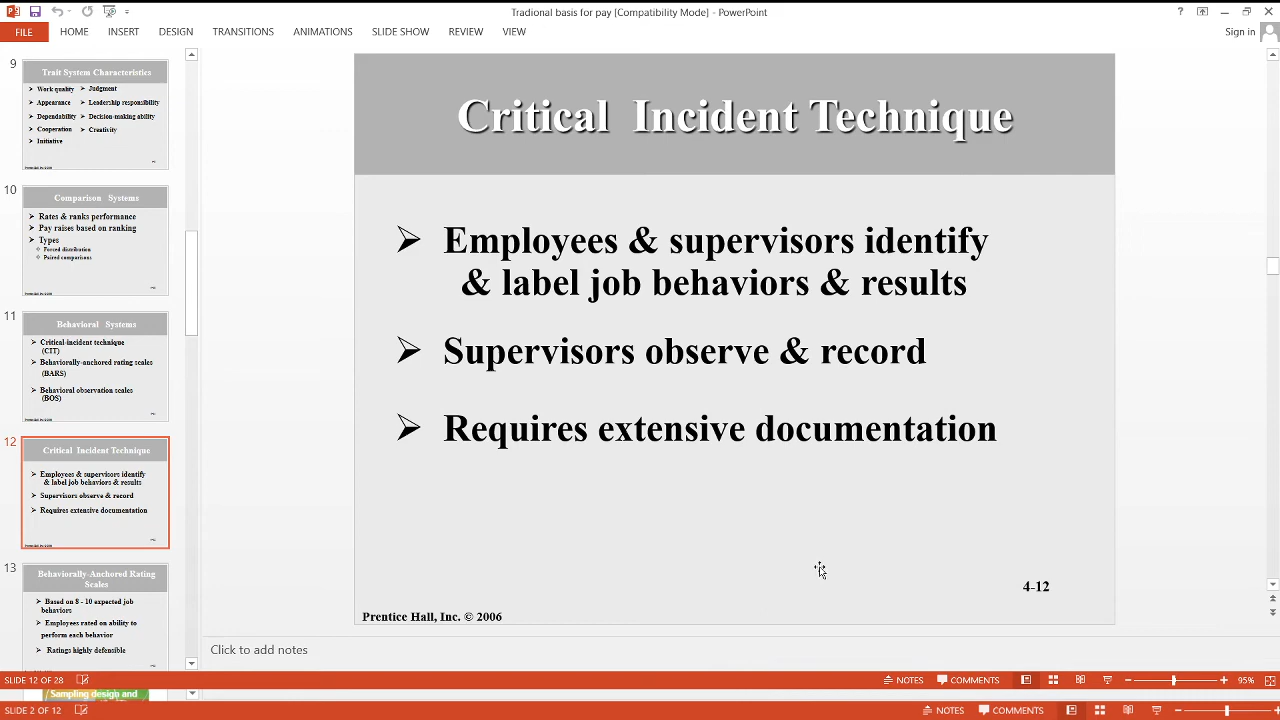 Tradional basis for pay [Compatibility Mode] - PowerPoint
?
FILE HOME INSERT DESIGN TRANSITIONS ANIMATIONS SLIDE SHOW REVIEW VIEW
Sign in
9
Trait System Characteristics
➢ Work quality ➢ Judgment
➢ Appearance ➢ Leadership responsibility
➢ Dependability ➢ Decision-making ability
➢ Cooperation ➢ Creativity
➢ Initiative
10
Comparison Systems
➢ Rates & ranks performance
➢ Pay raises based on ranking
➢ Types
Forced distribution
Paired comparisons
11
Behavioral Systems
➢ Critical-incident technique
(CIT)
➢ Behaviorally-anchored rating scales
(BARS)
➢ Behavioral observation scales
(BOS)
12
Critical Incident Technique
➢ Employees & supervisors identify
& label job behaviors & results
➢ Supervisors observe & record
➢ Requires extensive documentation
13
Behaviorally-Anchored Rating
Scales
➢ Based on 8 - 10 expected job
behaviors
➢ Employees rated on ability to
perform each behavior
➢ Ratings highly defensible
Critical Incident Technique
➢ Employees & supervisors identify
& label job behaviors & results
➢ Supervisors observe & record
➢ Requires extensive documentation
4-12
Prentice Hall, Inc. © 2006
Click to add notes
SLIDE 12 OF 28 NOTES COMMENTS 95%
Sampling design and
SLIDE 2 OF 12 NOTES COMMENTS